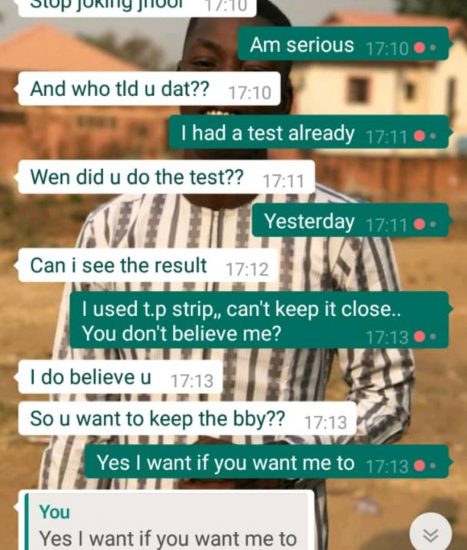 Stop joking jhoor 17:10
Am serious 17:10
And who tld u dat?? 17:10
I had a test already 17:11
Wen did u do the test?? 17:11
Yesterday 17:11
Can i see the result 17:12
I used t.p strip,, can't keep it close..
You don't believe me? 17:13
I do believe u 17:13
So u want to keep the bby?? 17:13
Yes I want if you want me to 17:13
You
Yes I want if you want me to